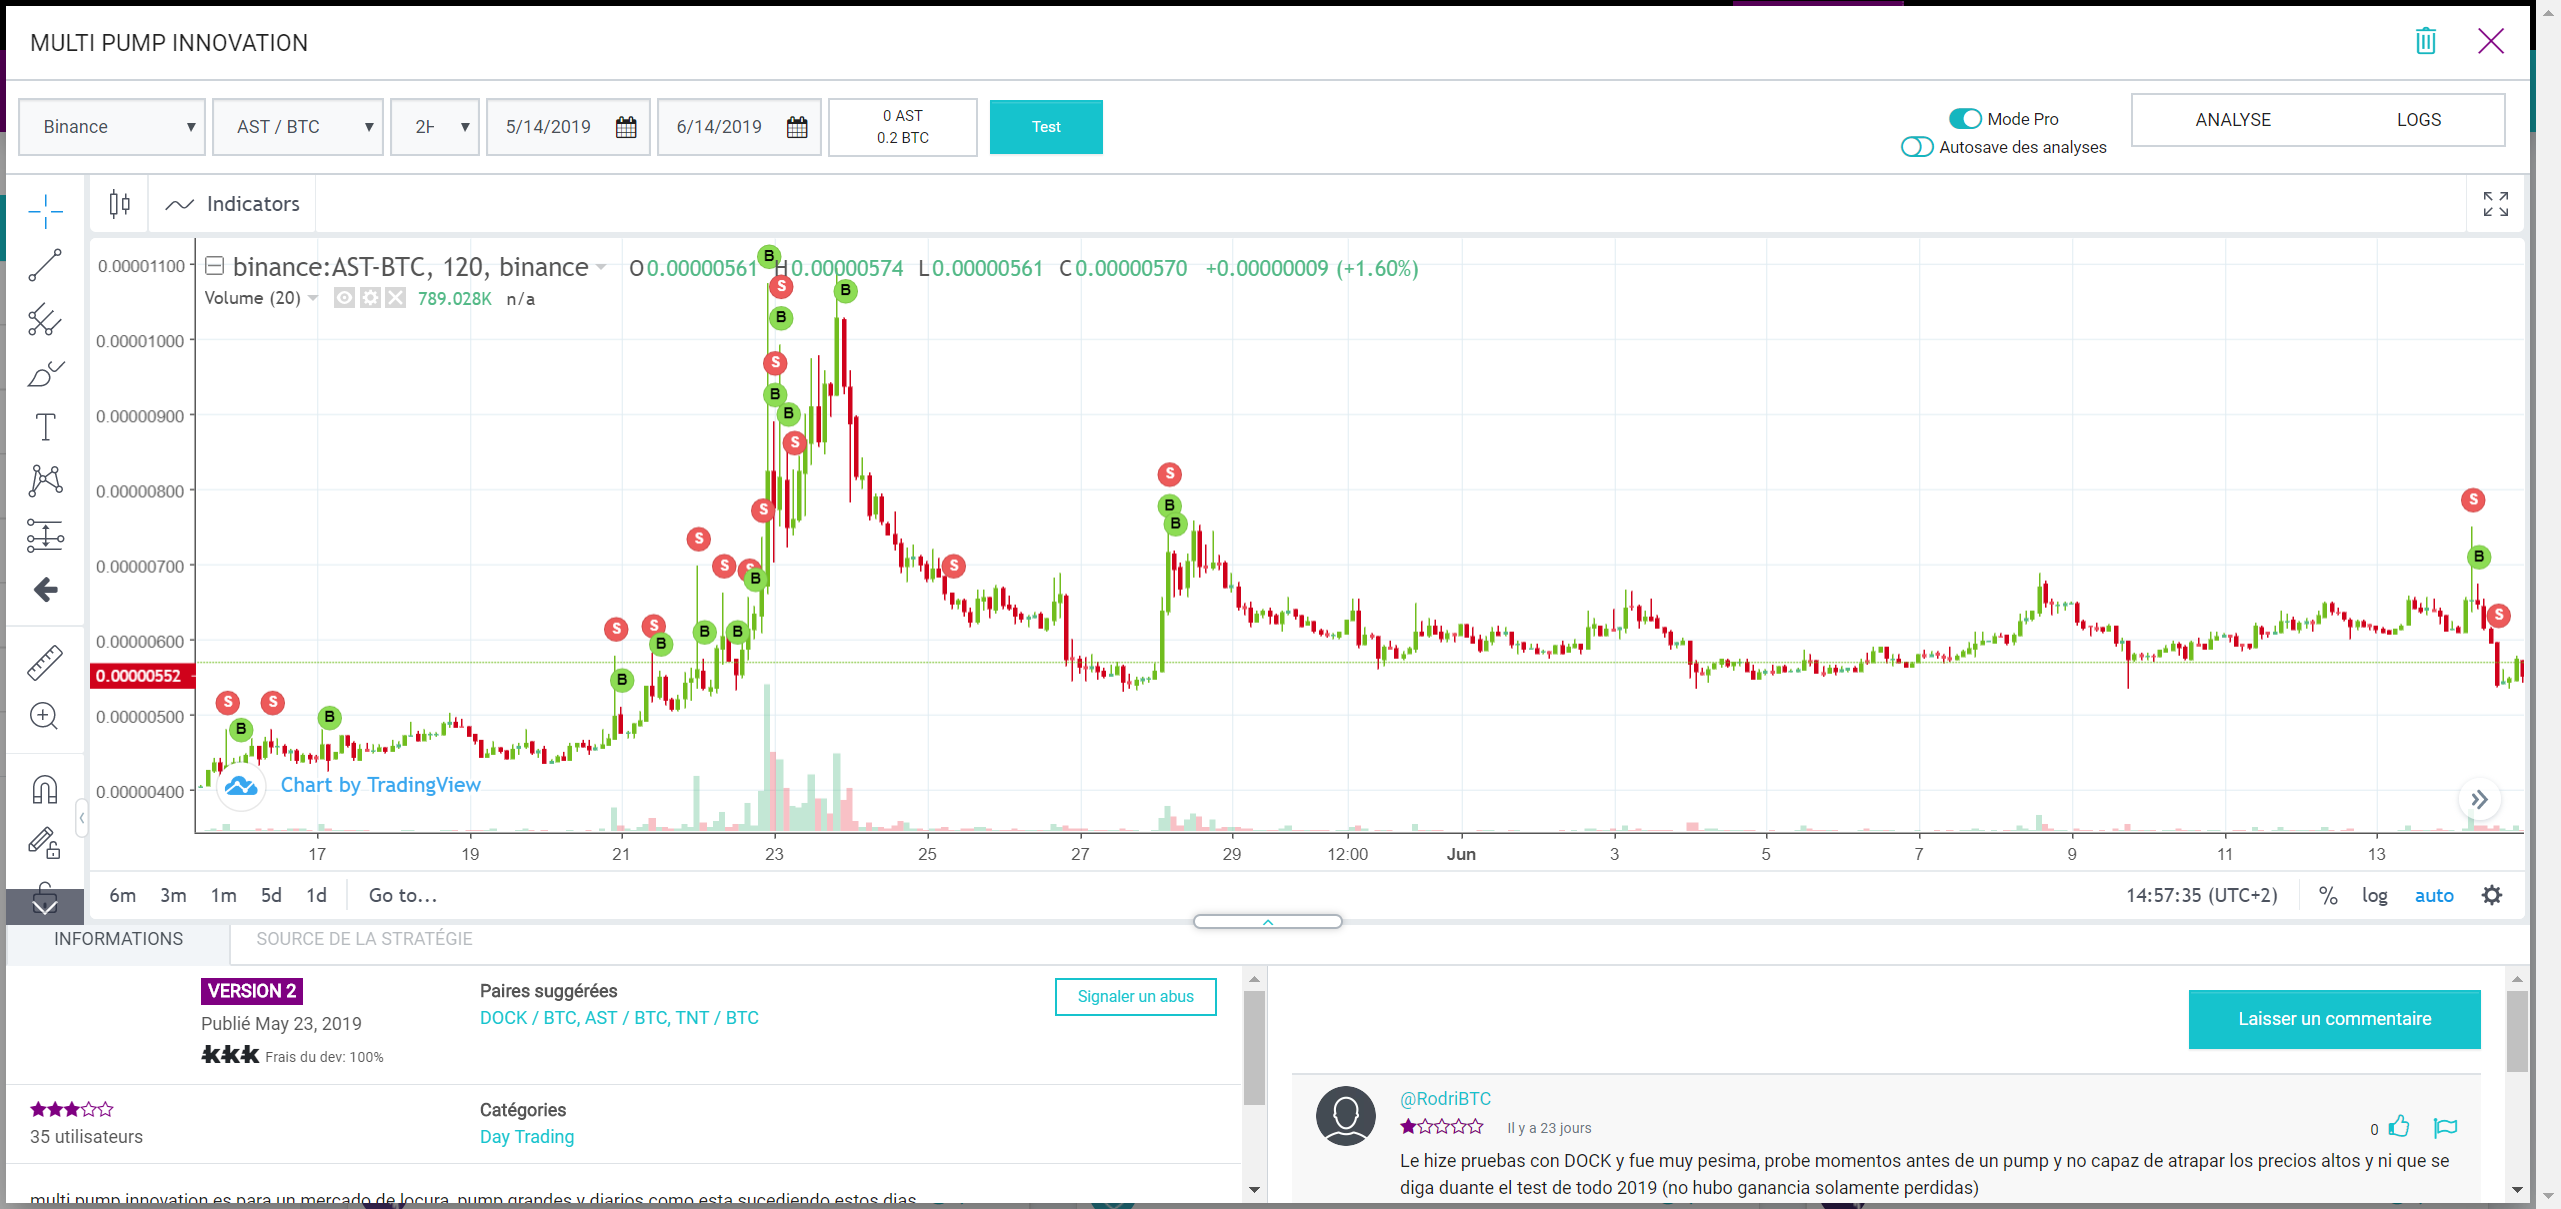 MULTI PUMP INNOVATION
Binance
AST / BTC
2H
5/14/2019
6/14/2019
0 AST
0.2 BTC
Test
Mode Pro
Autosave des analyses
ANALYSE
LOGS
Indicators
binance:AST-BTC, 120, binance
O0.00000561 H0.00000574 L0.00000561 C0.00000570 +0.00000009 (+1.60%)
Volume (20) 789.028K n/a
0.00001100
0.00001000
0.00000900
0.00000800
0.00000700
0.00000600
0.00000552
0.00000500
0.00000400
B
S
B
B
S
B
B
S
S
S
S
S
B
S
S
B
B
B
S
B
B
S
S
B
S
B
S
B
B
S
B
S
Chart by TradingView
17 19 21 23 25 27 29 12:00 Jun 3 5 7 9 11 13
6m 3m 1m 5d 1d Go to...
14:57:35 (UTC+2) % log auto
INFORMATIONS
SOURCE DE LA STRATÉGIE
VERSION 2
Publié May 23, 2019
Frais du dev: 100%
Paires suggérées
DOCK / BTC, AST / BTC, TNT / BTC
Signaler un abus
35 utilisateurs
Catégories
Day Trading
multi pump innovation es para un mercado de locura, pump grandes y diarios como esta sucediendo estos dias
Laisser un commentaire
@RodriBTC
Il y a 23 jours
0
Le hize pruebas con DOCK y fue muy pesima, probe momentos antes de un pump y no capaz de atrapar los precios altos y ni que se
diga duante el test de todo 2019 (no hubo ganancia solamente perdidas)